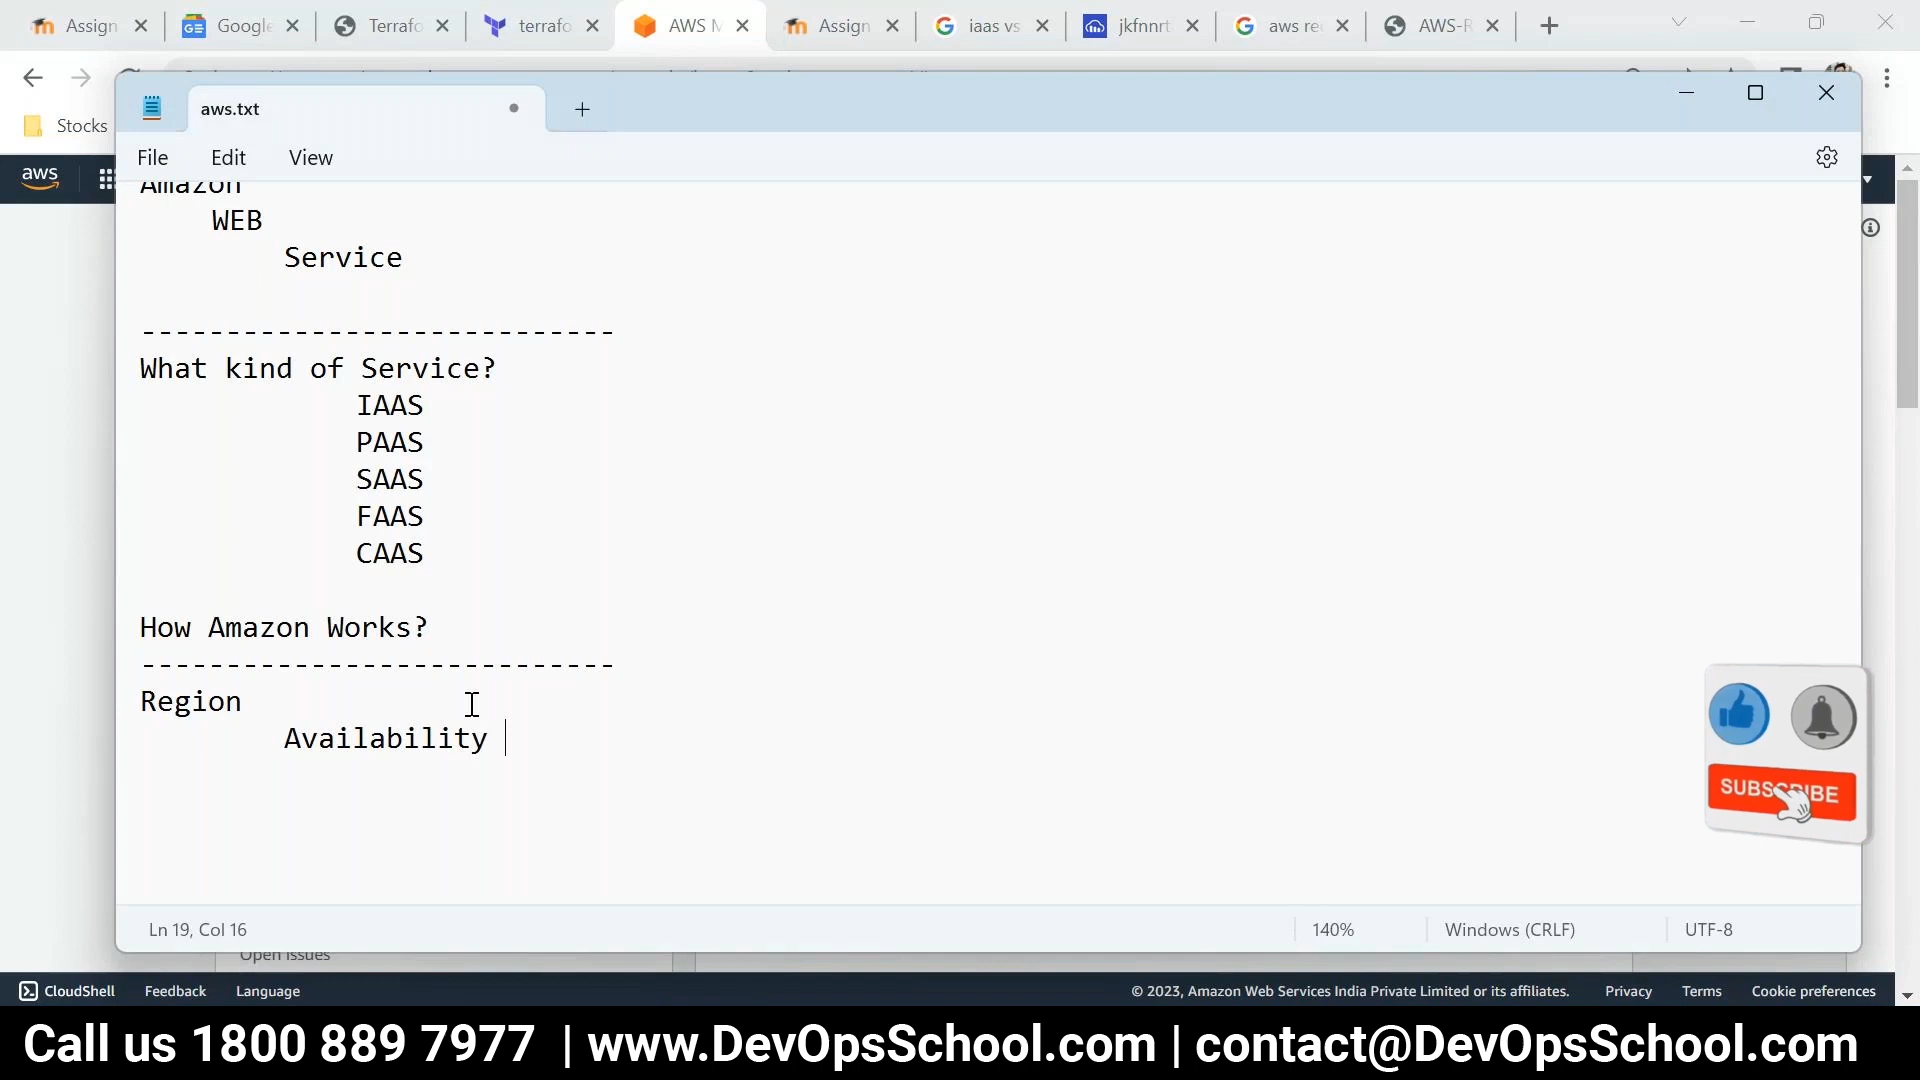 Assign
Google
Terrafo
terrafo
AWS M
Assign
iaas vs
jkfnnrt
aws re
AWS-R
Stocks
aws.txt
File
Edit
View
aws
Amazon
WEB
Service
----------------------------
What kind of Service?
IAAS
PAAS
SAAS
FAAS
CAAS
How Amazon Works?
----------------------------
Region
Availability
SUBSCRIBE
Ln 19, Col 16
140%
Windows (CRLF)
UTF-8
Open issues
CloudShell
Feedback
Language
© 2023, Amazon Web Services India Private Limited or its affiliates.
Privacy
Terms
Cookie preferences
Call us 1800 889 7977 | www.DevOpsSchool.com | contact@DevOpsSchool.com